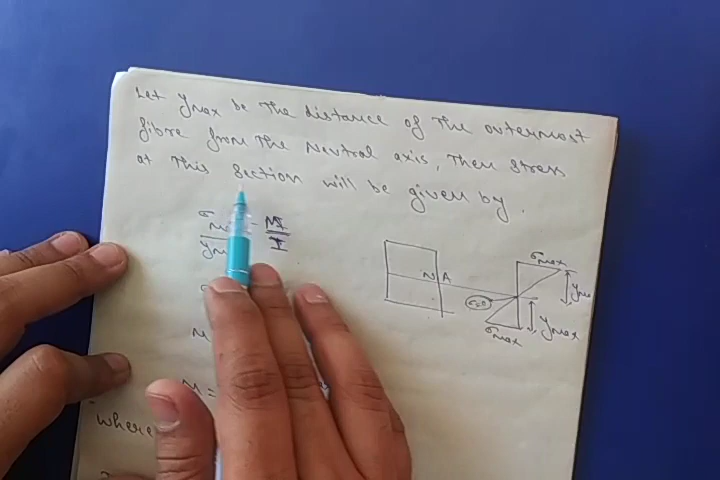 Let ymax be the distance of the outermost
fibre from the Neutral axis, Then stress
at this section will be given by.
I
N A
σmax
σ=0
ymax
σmax
M
M =
where